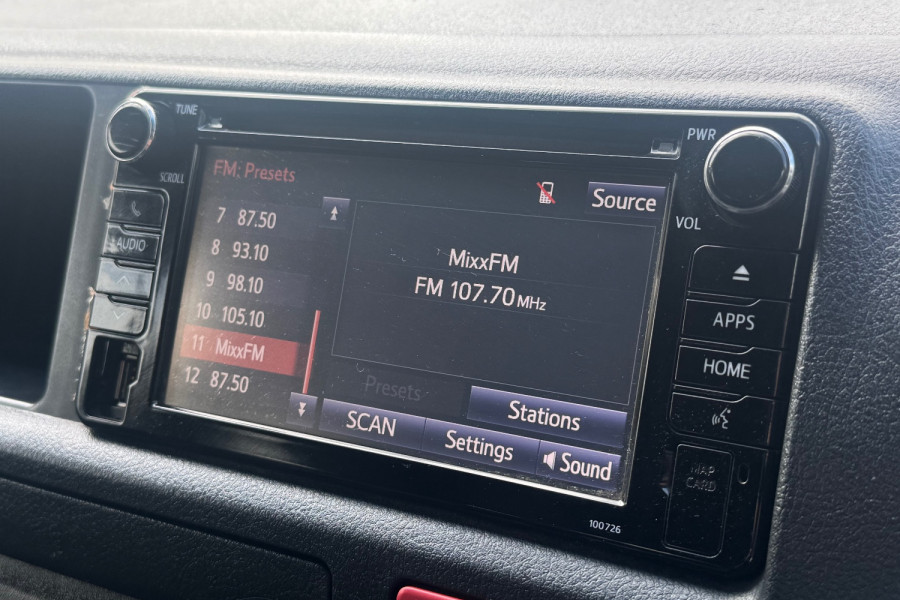 TUNE
PWR
SCROLL
VOL
AUDIO
FM: Presets
Source
7 87.50
8 93.10
9 98.10
10 105.10
11 MixxFM
12 87.50
MixxFM
FM 107.70 MHz
Presets
Stations
SCAN
Settings
Sound
APPS
HOME
MAP
CARD
100726